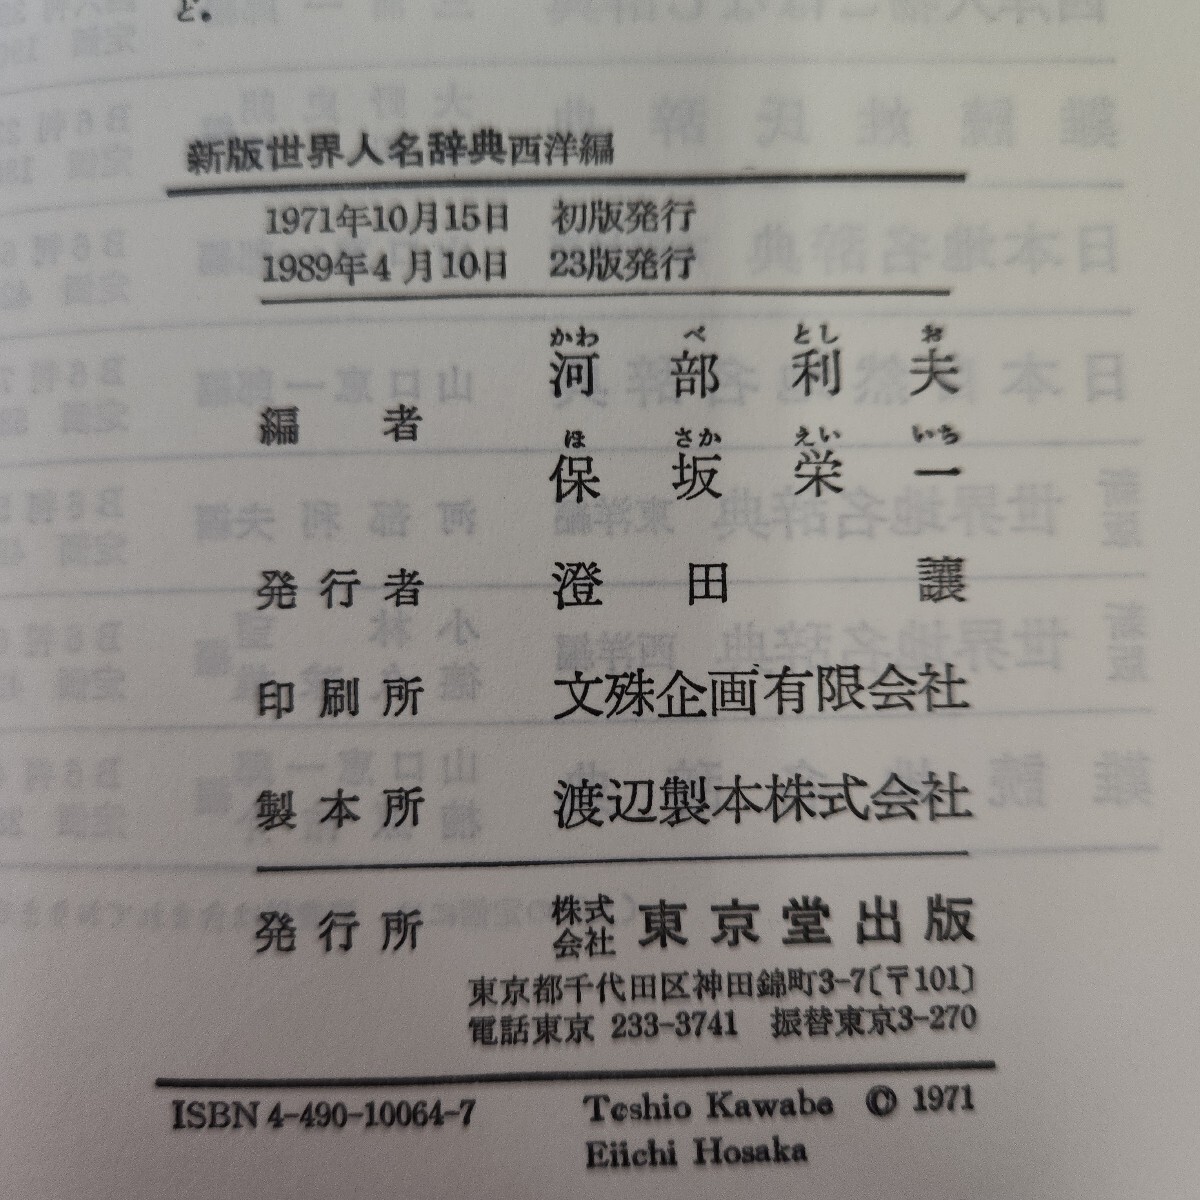 ど。
新版世界人名辞典西洋編
1971年10月15日 初版発行
1989年4月10日 23版発行
編者
かわ べ とし お
河部利夫
ほ さか えい いち
保坂栄一
発行者 澄田 讓
印刷所 文殊企画有限会社
製本所 渡辺製本株式会社
発行所 株式会社 東京堂出版
東京都千代田区神田錦町3-7〔〒101〕
電話東京 233-3741 振替東京3-270
ISBN 4-490-10064-7
Toshio Kawabe © 1971
Eiichi Hosaka